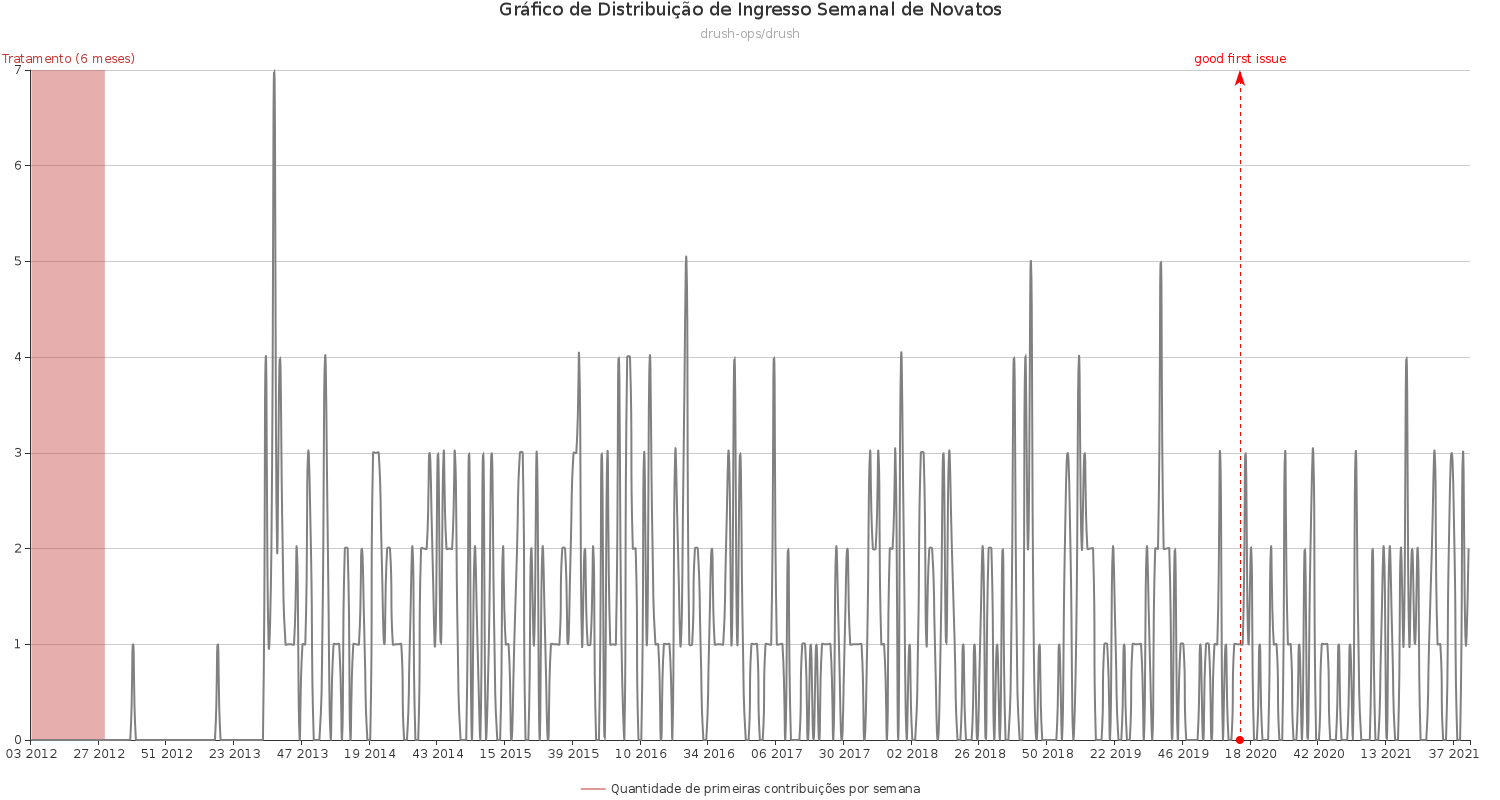 Gráfico de Distribuição de Ingresso Semanal de Novatos
drush-ops/drush
Tratamento (6 meses)
good first issue
7
6
5
4
3
2
1
0
03 2012 27 2012 51 2012 23 2013 47 2013 19 2014 43 2014 15 2015 39 2015 10 2016 34 2016 06 2017 30 2017 02 2018 26 2018 50 2018 22 2019 46 2019 18 2020 42 2020 13 2021 37 2021
Quantidade de primeiras contribuições por semana